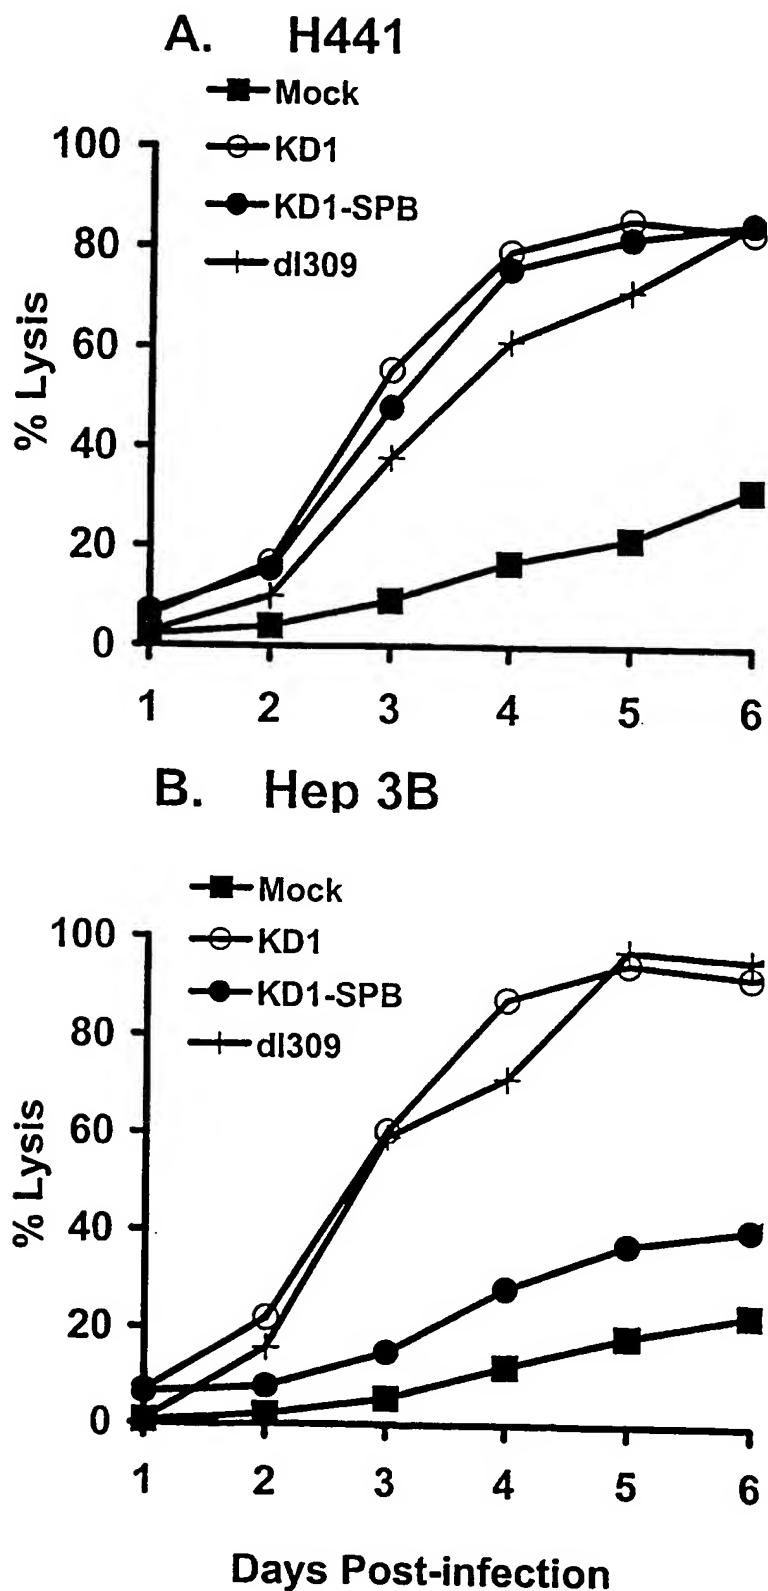 A. H441
Mock
KD1
KD1-SPB
dl309
100
80
60
40
20
0
% Lysis
1 2 3 4 5 6
B. Hep 3B
Mock
KD1
KD1-SPB
dl309
100
80
60
40
20
0
% Lysis
1 2 3 4 5 6
Days Post-infection